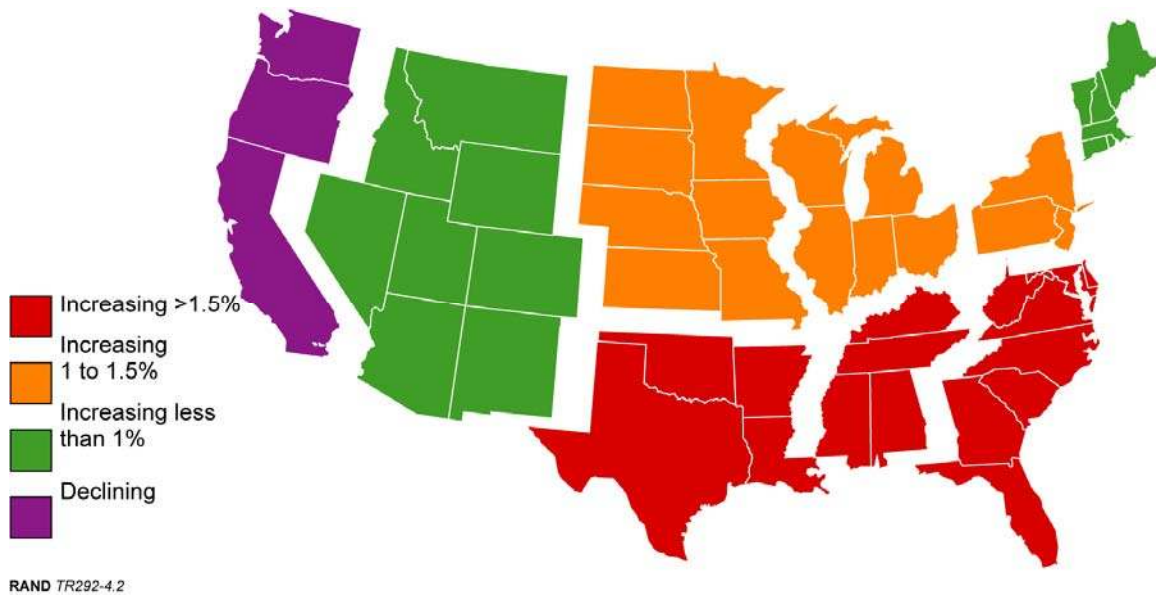 Increasing >1.5%
Increasing
1 to 1.5%
Increasing less
than 1%
Declining
RAND TR292-4.2